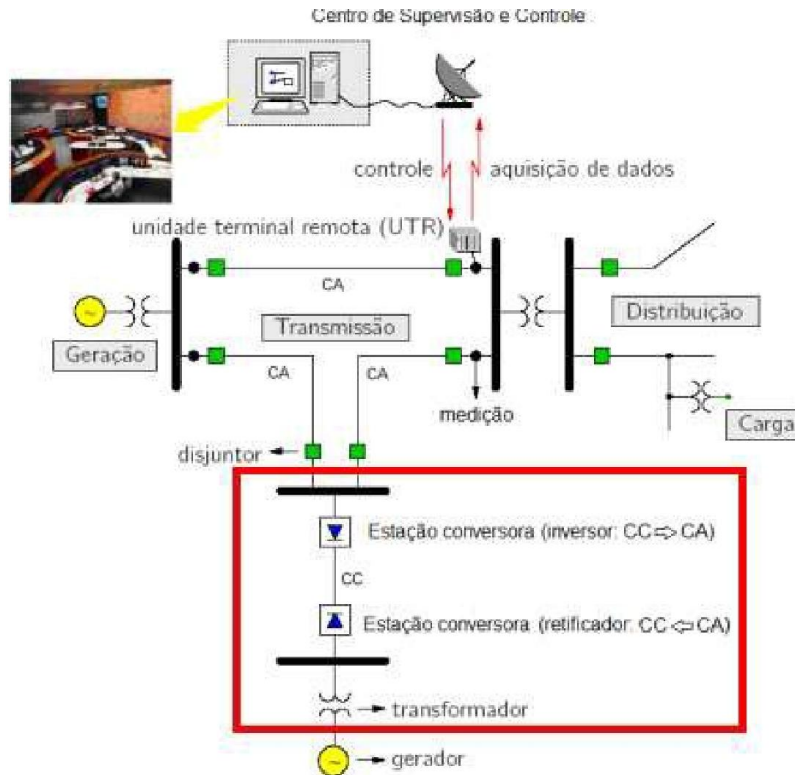 Centro de Supervisão e Controle
controle
aquisição de dados
unidade terminal remota (UTR)
CA
Transmissão
Distribuição
Geração
CA
CA
medição
Carga
disjuntor
Estação conversora (inversor: CC ⇨ CA)
CC
Estação conversora (retificador: CC ⇦ CA)
transformador
gerador